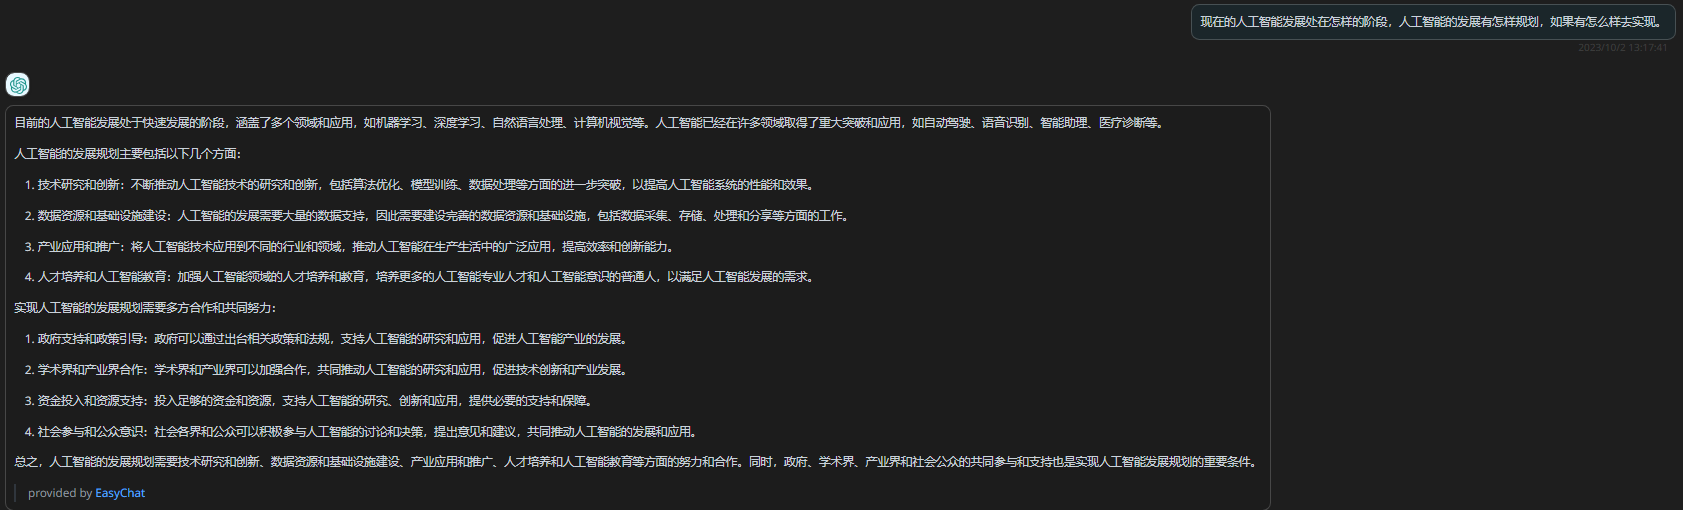 现在的人工智能发展处在怎样的阶段，人工智能的发展有怎样规划，如果有怎么样去实现。
2023/10/2 13:17:41
目前的人工智能发展处于快速发展的阶段，涵盖了多个领域和应用，如机器学习、深度学习、自然语言处理、计算机视觉等。人工智能已经在许多领域取得了重大突破和应用，如自动驾驶、语音识别、智能助理、医疗诊断等。
人工智能的发展规划主要包括以下几个方面：
1. 技术研究和创新：不断推动人工智能技术的研究和创新，包括算法优化、模型训练、数据处理等方面的进一步突破，以提高人工智能系统的性能和效果。
2. 数据资源和基础设施建设：人工智能的发展需要大量的数据支持，因此需要建设完善的数据资源和基础设施，包括数据采集、存储、处理和分享等方面的工作。
3. 产业应用和推广：将人工智能技术应用到不同的行业和领域，推动人工智能在生产生活中的广泛应用，提高效率和创新能力。
4. 人才培养和人工智能教育：加强人工智能领域的人才培养和教育，培养更多的人工智能专业人才和人工智能意识的普通人，以满足人工智能发展的需求。
实现人工智能的发展规划需要多方合作和共同努力：
1. 政府支持和政策引导：政府可以通过出台相关政策和法规，支持人工智能的研究和应用，促进人工智能产业的发展。
2. 学术界和产业界合作：学术界和产业界可以加强合作，共同推动人工智能的研究和应用，促进技术创新和产业发展。
3. 资金投入和资源支持：投入足够的资金和资源，支持人工智能的研究、创新和应用，提供必要的支持和保障。
4. 社会参与和公众意识：社会各界和公众可以积极参与人工智能的讨论和决策，提出意见和建议，共同推动人工智能的发展和应用。
总之，人工智能的发展规划需要技术研究和创新、数据资源和基础设施建设、产业应用和推广、人才培养和人工智能教育等方面的努力和合作。同时，政府、学术界、产业界和社会公众的共同参与和支持也是实现人工智能发展规划的重要条件。
provided by EasyChat